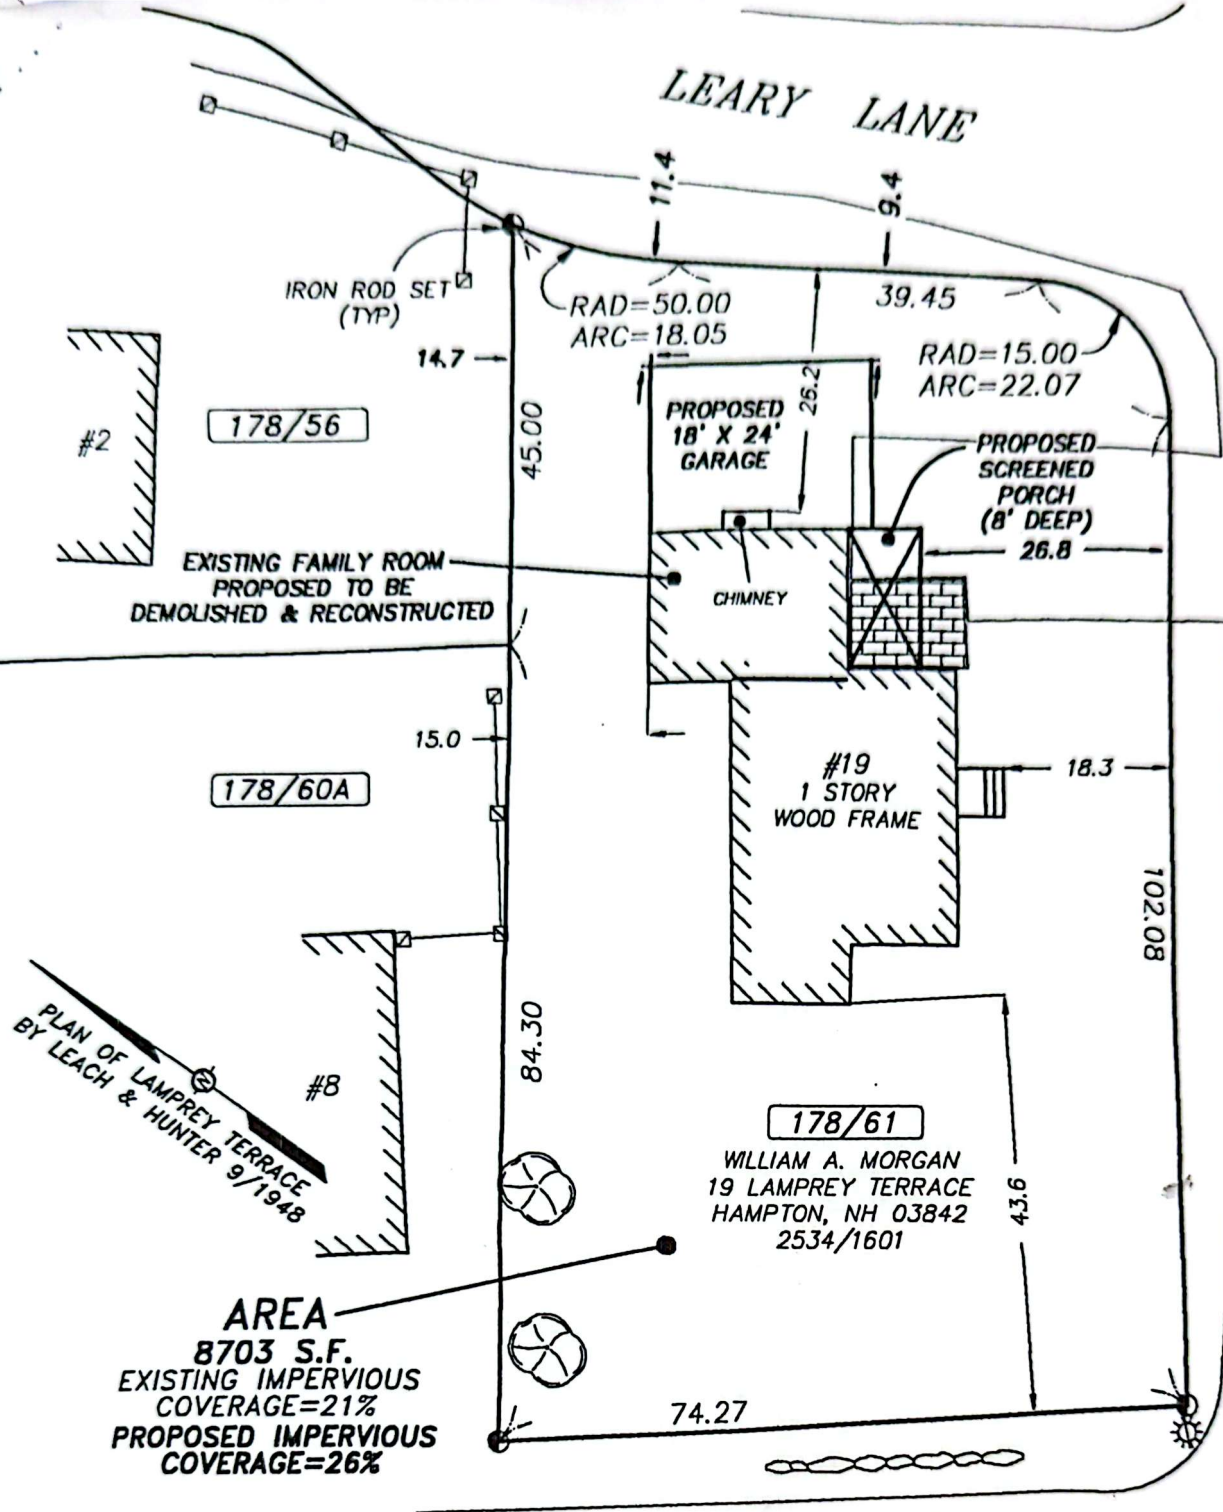 LEARY LANE
11.4
9.4
IRON ROD SET
(TYP)
RAD=50.00
ARC=18.05
39.45
RAD=15.00
ARC=22.07
14.7
26.2
178/56
#2
45.00
PROPOSED
18' X 24'
GARAGE
PROPOSED
SCREENED
PORCH
(8' DEEP)
26.8
EXISTING FAMILY ROOM
PROPOSED TO BE
DEMOLISHED & RECONSTRUCTED
CHIMNEY
15.0
178/60A
#19
1 STORY
WOOD FRAME
18.3
102.08
84.30
PLAN OF LAMPREY TERRACE
BY LEACH & HUNTER 9/1948
N
#8
178/61
WILLIAM A. MORGAN
19 LAMPREY TERRACE
HAMPTON, NH 03842
2534/1601
43.6
AREA
8703 S.F.
EXISTING IMPERVIOUS
COVERAGE=21%
PROPOSED IMPERVIOUS
COVERAGE=26%
74.27